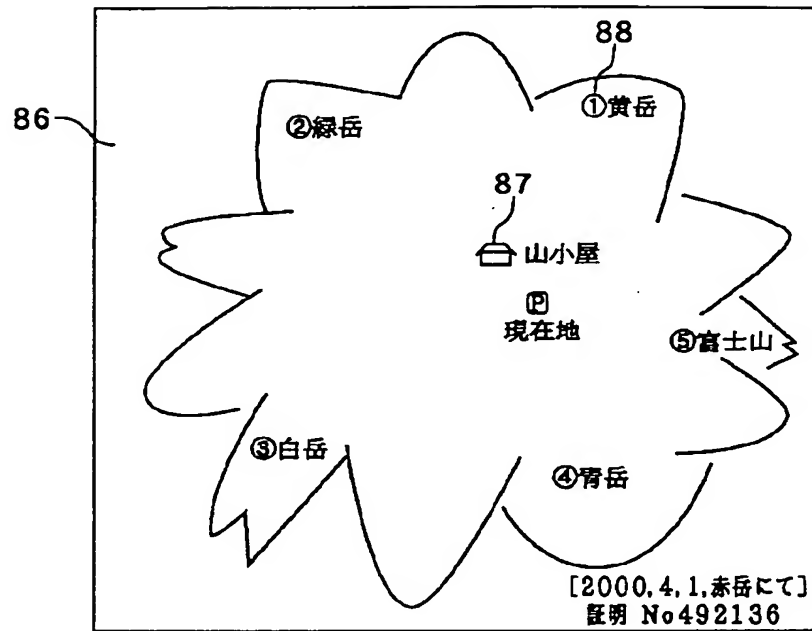 88
86
①黄岳
②緑岳
87
山小屋
P
現在地
⑤富士山
③白岳
④青岳
[2000,4,1,赤岳にて]
証明 No492136